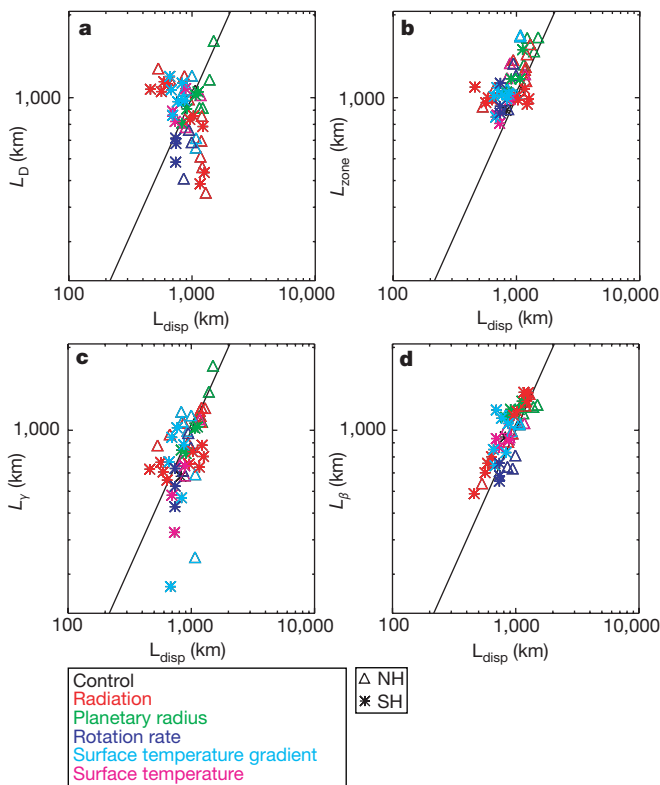 a
1,000
L_D (km)
100 1,000 10,000
L_disp (km)
b
1,000
L_zone (km)
100 1,000 10,000
L_disp (km)
c
1,000
L_γ (km)
100 1,000 10,000
L_disp (km)
d
1,000
L_β (km)
100 1,000 10,000
L_disp (km)
Control
Radiation
Planetary radius
Rotation rate
Surface temperature gradient
Surface temperature
NH
SH